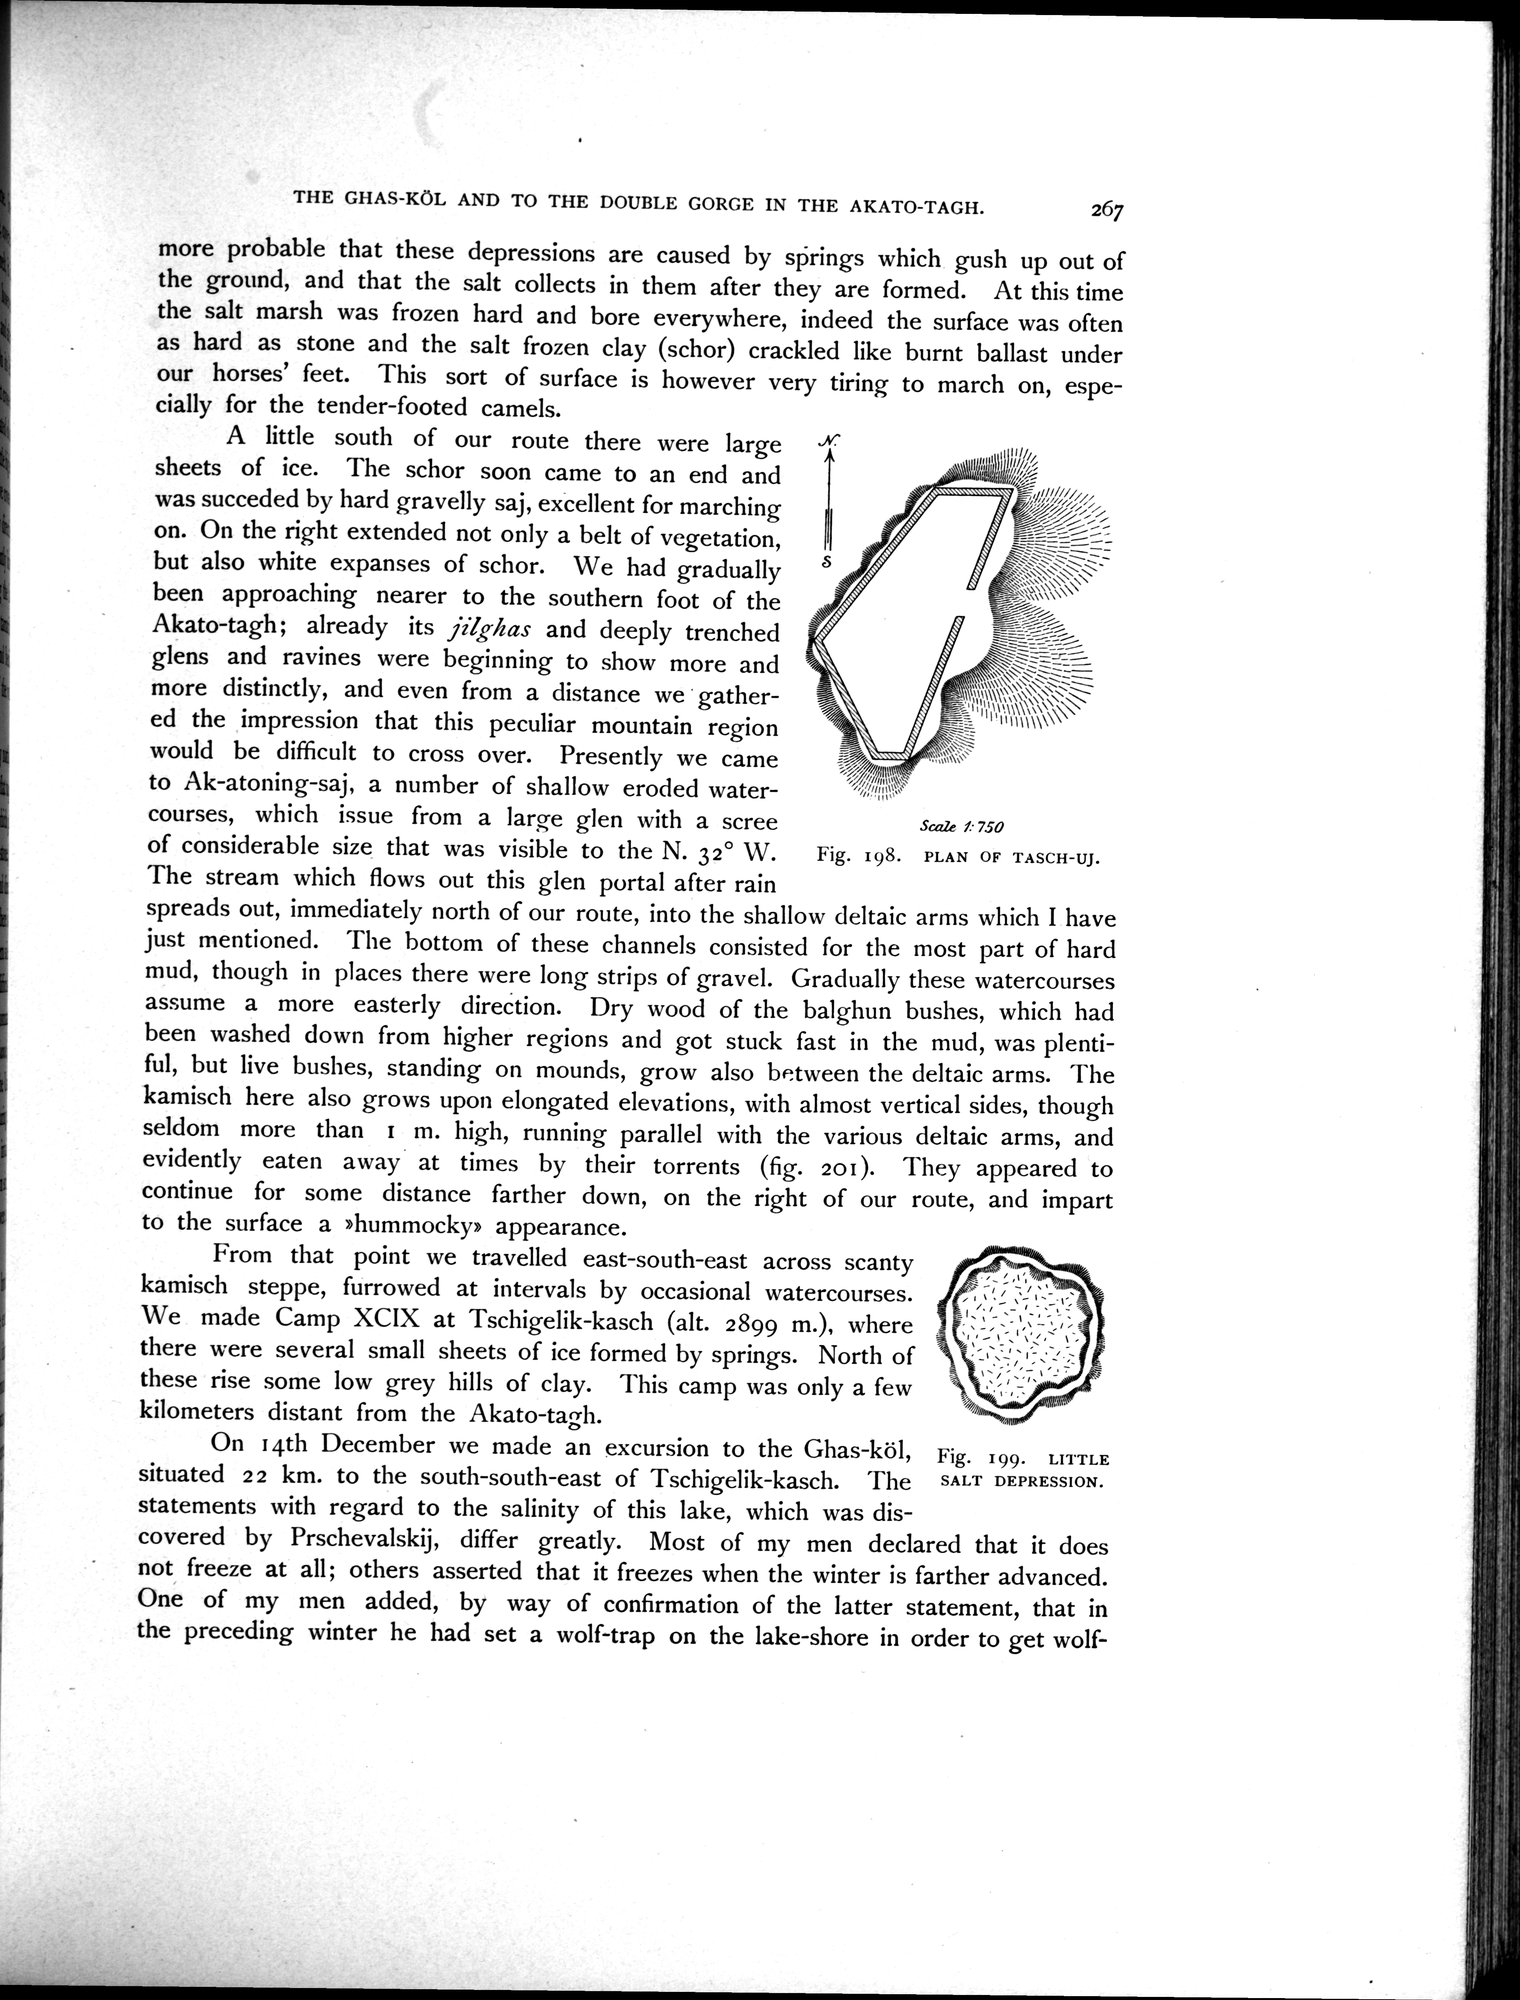 THE GHAS-KÖL AND TO THE DOUBLE GORGE IN THE AKATO-TAGH. 267
more probable that these depressions are caused by springs which gush up out of
the ground, and that the salt collects in them after they are formed. At this time
the salt marsh was frozen hard and bore everywhere, indeed the surface was often
as hard as stone and the salt frozen clay (schor) crackled like burnt ballast under
our horses' feet. This sort of surface is however very tiring to march on, espe-
cially for the tender-footed camels.
A little south of our route there were large
sheets of ice. The schor soon came to an end and
was succeded by hard gravelly saj, excellent for marching
on. On the right extended not only a belt of vegetation,
but also white expanses of schor. We had gradually
been approaching nearer to the southern foot of the
Akato-tagh; already its jilghas and deeply trenched
glens and ravines were beginning to show more and
more distinctly, and even from a distance we gather-
ed the impression that this peculiar mountain region
would be difficult to cross over. Presently we came
to Ak-atoning-saj, a number of shallow eroded water-
courses, which issue from a large glen with a scree
of considerable size that was visible to the N. 32° W.
The stream which flows out this glen portal after rain
N.
S
Scale 1:750
Fig. 198. PLAN OF TASCH-UJ.
spreads out, immediately north of our route, into the shallow deltaic arms which I have
just mentioned. The bottom of these channels consisted for the most part of hard
mud, though in places there were long strips of gravel. Gradually these watercourses
assume a more easterly direction. Dry wood of the balghun bushes, which had
been washed down from higher regions and got stuck fast in the mud, was plenti-
ful, but live bushes, standing on mounds, grow also between the deltaic arms. The
kamisch here also grows upon elongated elevations, with almost vertical sides, though
seldom more than 1 m. high, running parallel with the various deltaic arms, and
evidently eaten away at times by their torrents (fig. 201). They appeared to
continue for some distance farther down, on the right of our route, and impart
to the surface a »hummocky» appearance.
From that point we travelled east-south-east across scanty
kamisch steppe, furrowed at intervals by occasional watercourses.
We made Camp XCIX at Tschigelik-kasch (alt. 2899 m.), where
there were several small sheets of ice formed by springs. North of
these rise some low grey hills of clay. This camp was only a few
kilometers distant from the Akato-tagh.
On 14th December we made an excursion to the Ghas-köl,
situated 22 km. to the south-south-east of Tschigelik-kasch. The
statements with regard to the salinity of this lake, which was dis-
Fig. 199. LITTLE
SALT DEPRESSION.
covered by Prschevalskij, differ greatly. Most of my men declared that it does
not freeze at all; others asserted that it freezes when the winter is farther advanced.
One of my men added, by way of confirmation of the latter statement, that in
the preceding winter he had set a wolf-trap on the lake-shore in order to get wolf-